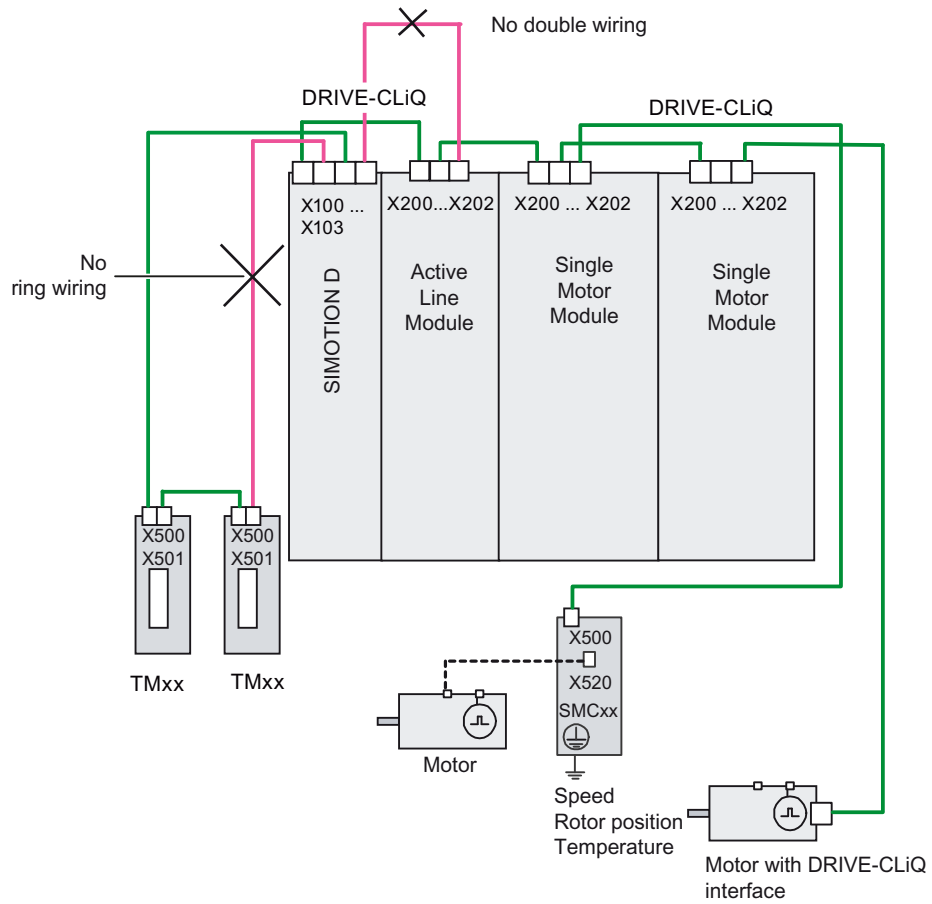 No double wiring
DRIVE-CLiQ
DRIVE-CLiQ
X100 ...
X103
X200...X202
X200 ... X202
X200 ... X202
No
ring wiring
SIMOTION D
Active
Line
Module
Single
Motor
Module
Single
Motor
Module
X500
X501
X500
X501
TMxx
TMxx
X500
X520
SMCxx
Motor
Speed
Rotor position
Temperature
Motor with DRIVE-CLiQ
interface